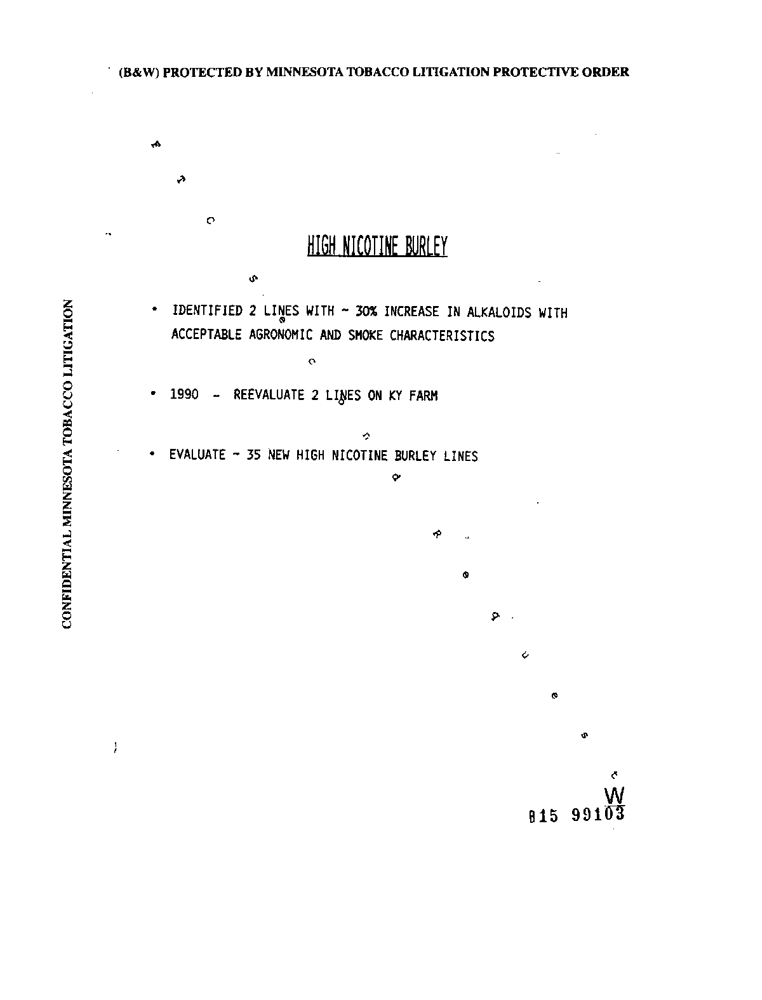 (B&W) PROTECTED BY MINNESOTA TOBACCO LITIGATION PROTECTIVE ORDER
HIGH NICOTINE BURLEY
• IDENTIFIED 2 LINES WITH ~ 30% INCREASE IN ALKALOIDS WITH
ACCEPTABLE AGRONOMIC AND SMOKE CHARACTERISTICS
• 1990 - REEVALUATE 2 LINES ON KY FARM
• EVALUATE ~ 35 NEW HIGH NICOTINE BURLEY LINES
CONFIDENTIAL MINNESOTA TOBACCO LITIGATION
W
815 99103